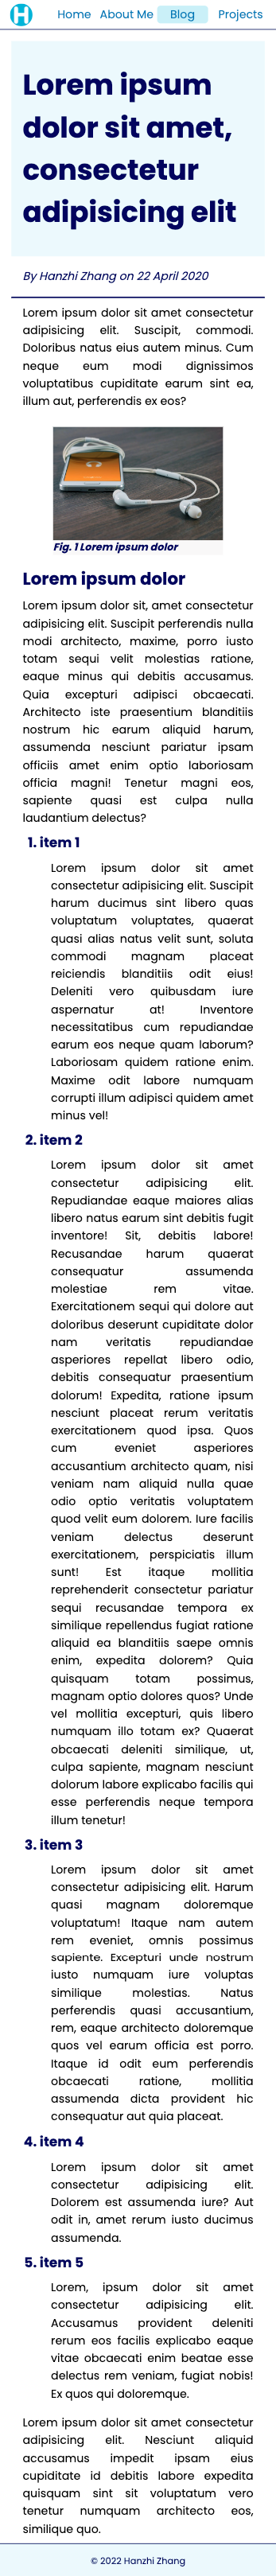 H Home About Me Blog Projects
Lorem ipsum
dolor sit amet,
consectetur
adipisicing elit
By Hanzhi Zhang on 22 April 2020
Lorem ipsum dolor sit amet consectetur
adipisicing elit. Suscipit, commodi.
Doloribus natus eius autem minus. Cum
neque eum modi dignissimos
voluptatibus cupiditate earum sint ea,
illum aut, perferendis ex eos?
Fig. 1 Lorem ipsum dolor
Lorem ipsum dolor
Lorem ipsum dolor sit, amet consectetur
adipisicing elit. Suscipit perferendis nulla
modi architecto, maxime, porro iusto
totam sequi velit molestias ratione,
eaque minus qui debitis accusamus.
Quia excepturi adipisci obcaecati.
Architecto iste praesentium blanditiis
nostrum hic earum aliquid harum,
assumenda nesciunt pariatur ipsam
officiis amet enim optio laboriosam
officia magni! Tenetur magni eos,
sapiente quasi est culpa nulla
laudantium delectus?
1. item 1
Lorem ipsum dolor sit amet
consectetur adipisicing elit. Suscipit
harum ducimus sint libero quas
voluptatum voluptates, quaerat
quasi alias natus velit sunt, soluta
commodi magnam placeat
reiciendis blanditiis odit eius!
Deleniti vero quibusdam iure
aspernatur at! Inventore
necessitatibus cum repudiandae
earum eos neque quam laborum?
Laboriosam quidem ratione enim.
Maxime odit labore numquam
corrupti illum adipisci quidem amet
minus vel!
2. item 2
Lorem ipsum dolor sit amet
consectetur adipisicing elit.
Repudiandae eaque maiores alias
libero natus earum sint debitis fugit
inventore! Sit, debitis labore!
Recusandae harum quaerat
consequatur assumenda
molestiae rem vitae.
Exercitationem sequi qui dolore aut
doloribus deserunt cupiditate dolor
nam veritatis repudiandae
asperiores repellat libero odio,
debitis consequatur praesentium
dolorum! Expedita, ratione ipsum
nesciunt placeat rerum veritatis
exercitationem quod ipsa. Quos
cum eveniet asperiores
accusantium architecto quam, nisi
veniam nam aliquid nulla quae
odio optio veritatis voluptatem
quod velit eum dolorem. Iure facilis
veniam delectus deserunt
exercitationem, perspiciatis illum
sunt! Est itaque mollitia
reprehenderit consectetur pariatur
sequi recusandae tempora ex
similique repellendus fugiat ratione
aliquid ea blanditiis saepe omnis
enim, expedita dolorem? Quia
quisquam totam possimus,
magnam optio dolores quos? Unde
vel mollitia excepturi, quis libero
numquam illo totam ex? Quaerat
obcaecati deleniti similique, ut,
culpa sapiente, magnam nesciunt
dolorum labore explicabo facilis qui
esse perferendis neque tempora
illum tenetur!
3. item 3
Lorem ipsum dolor sit amet
consectetur adipisicing elit. Harum
quasi magnam doloremque
voluptatum! Itaque nam autem
rem eveniet, omnis possimus
sapiente. Excepturi unde nostrum
iusto numquam iure voluptas
similique molestias. Natus
perferendis quasi accusantium,
rem, eaque architecto doloremque
quos vel earum officia est porro.
Itaque id odit eum perferendis
obcaecati ratione, mollitia
assumenda dicta provident hic
consequatur aut quia placeat.
4. item 4
Lorem ipsum dolor sit amet
consectetur adipisicing elit.
Dolorem est assumenda iure? Aut
odit in, amet rerum iusto ducimus
assumenda.
5. item 5
Lorem, ipsum dolor sit amet
consectetur adipisicing elit.
Accusamus provident deleniti
rerum eos facilis explicabo eaque
vitae obcaecati enim beatae esse
delectus rem veniam, fugiat nobis!
Ex quos qui doloremque.
Lorem ipsum dolor sit amet consectetur
adipisicing elit. Nesciunt aliquid
accusamus impedit ipsam eius
cupiditate id debitis labore expedita
quisquam sint sit voluptatum vero
tenetur numquam architecto eos,
similique quo.
© 2022 Hanzhi Zhang